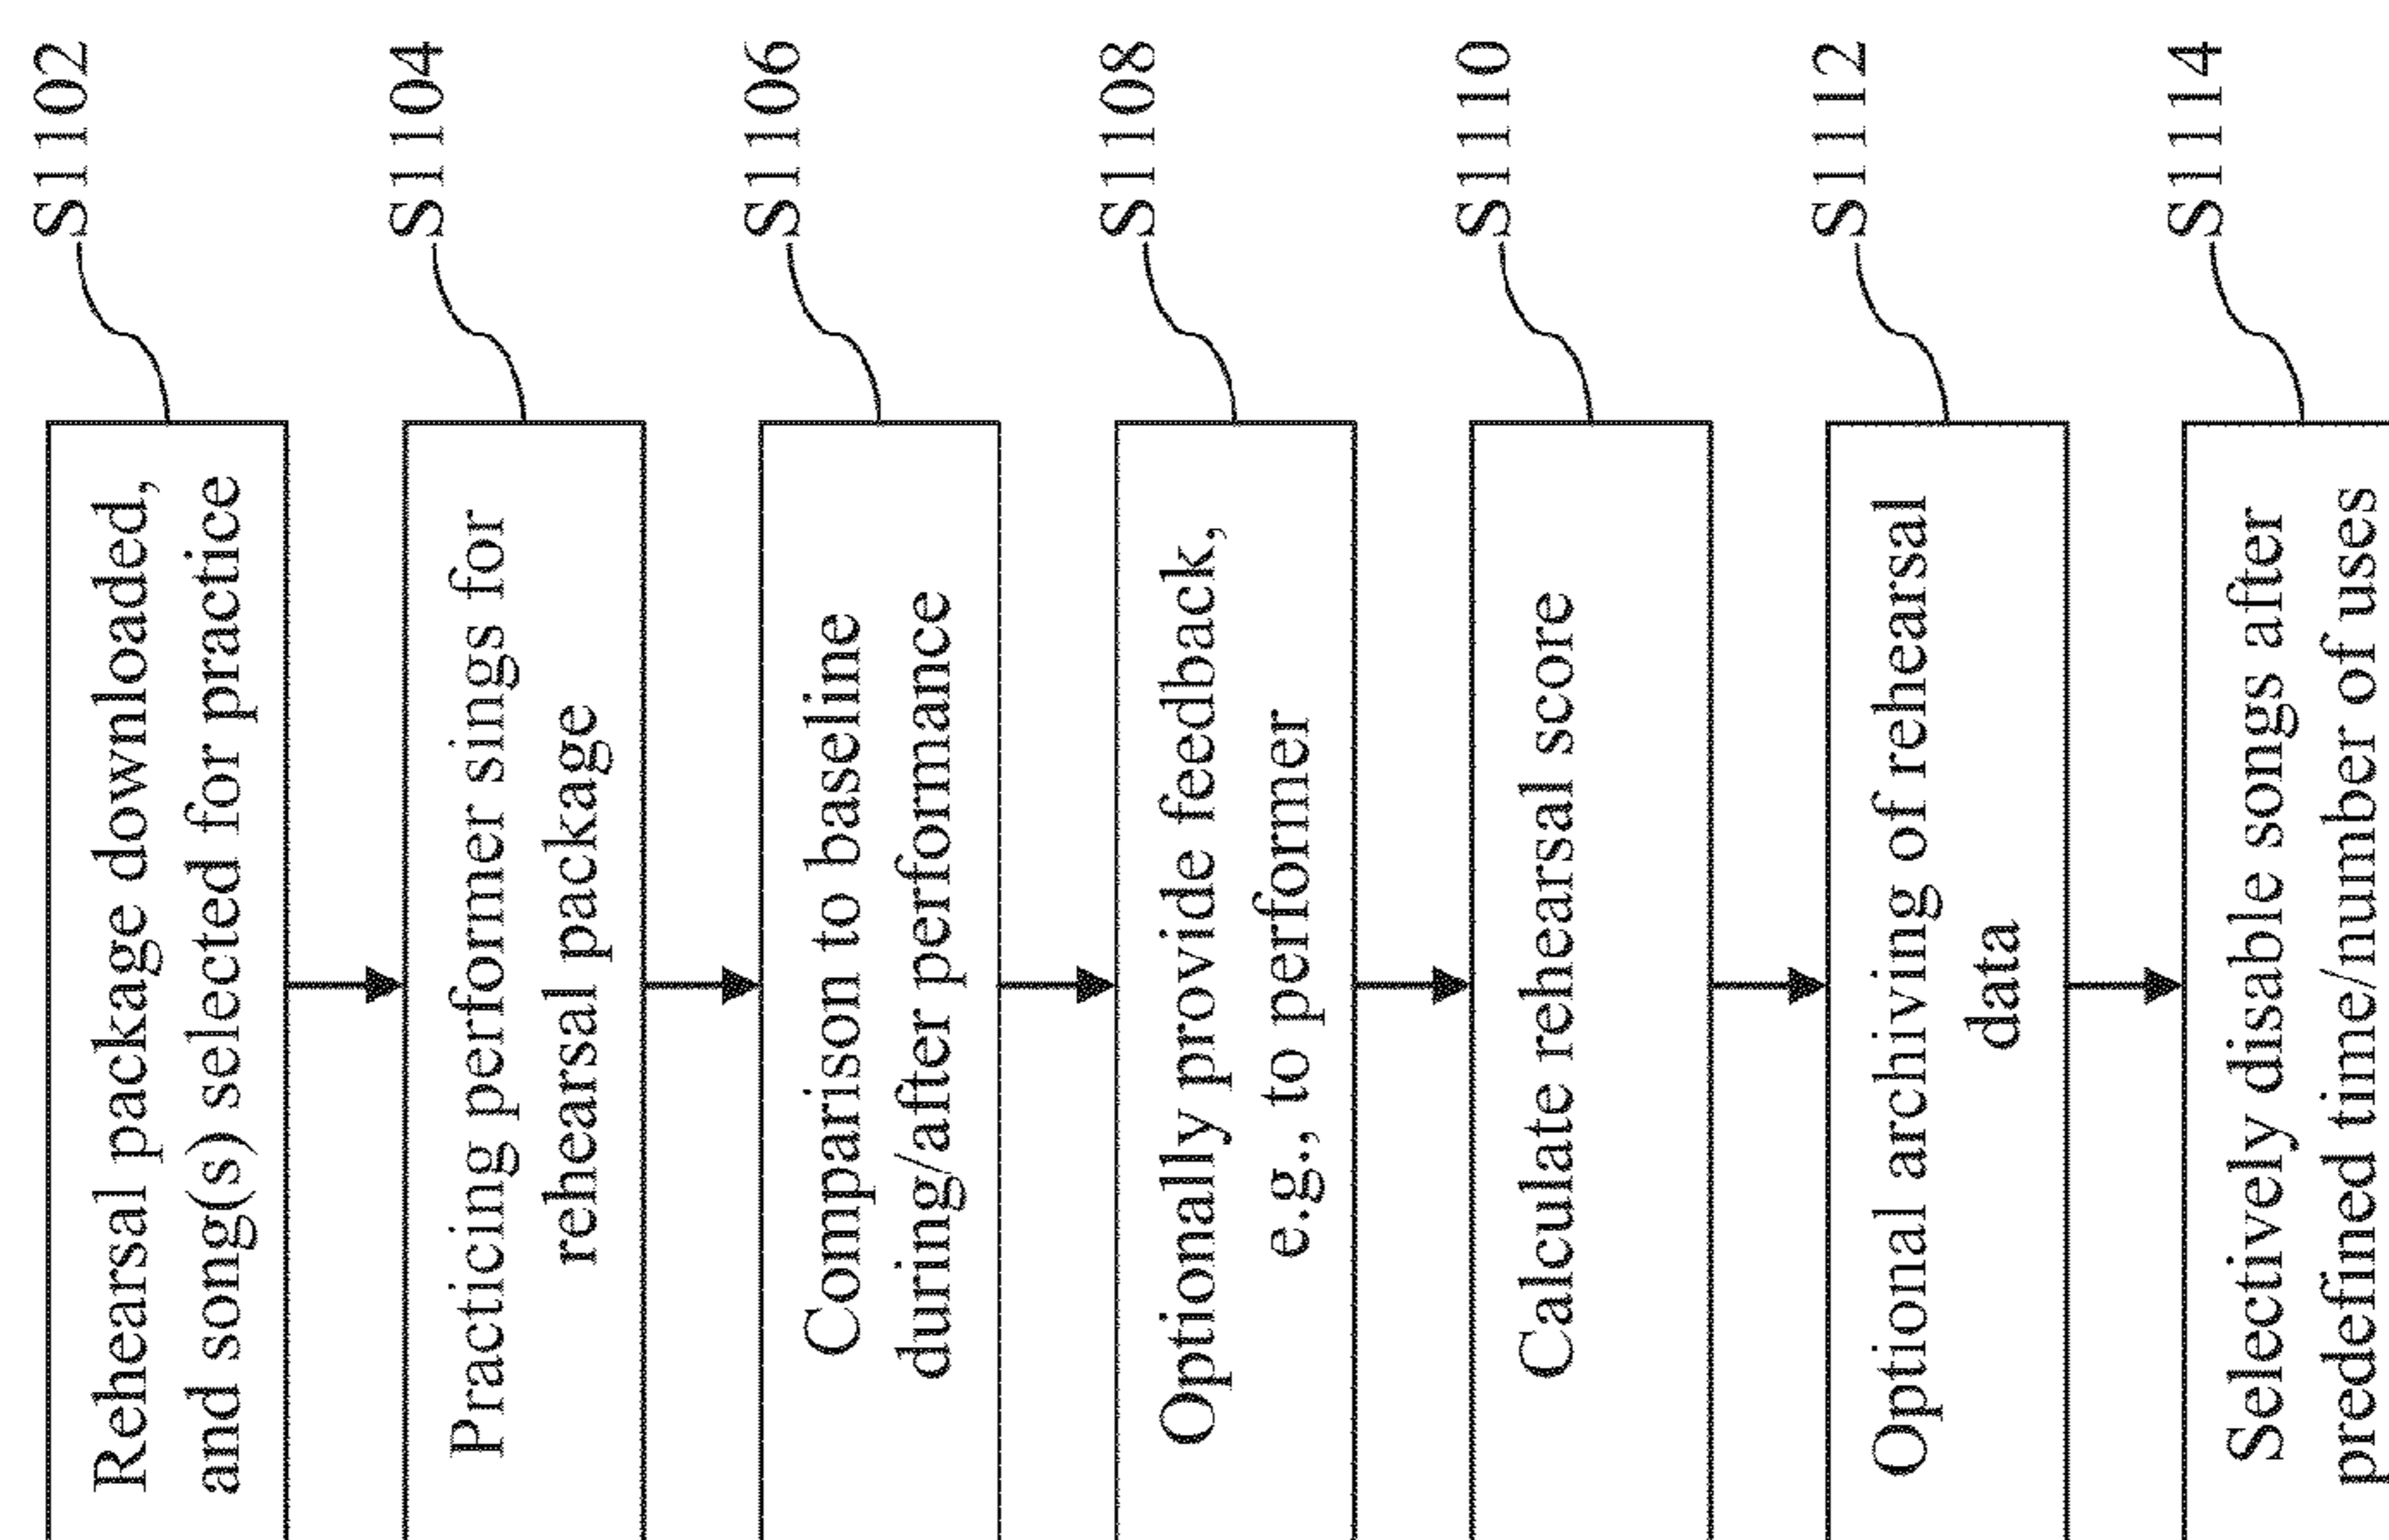 Rehearsal package downloaded,
and song(s) selected for practice
S1102
Practicing performer sings for
rehearsal package
S1104
Comparison to baseline
during/after performance
S1106
Optionally provide feedback,
e.g., to performer
S1108
Calculate rehearsal score
S1110
Optional archiving of rehearsal
data
S1112
Selectively disable songs after
predefined time/number of uses
S1114